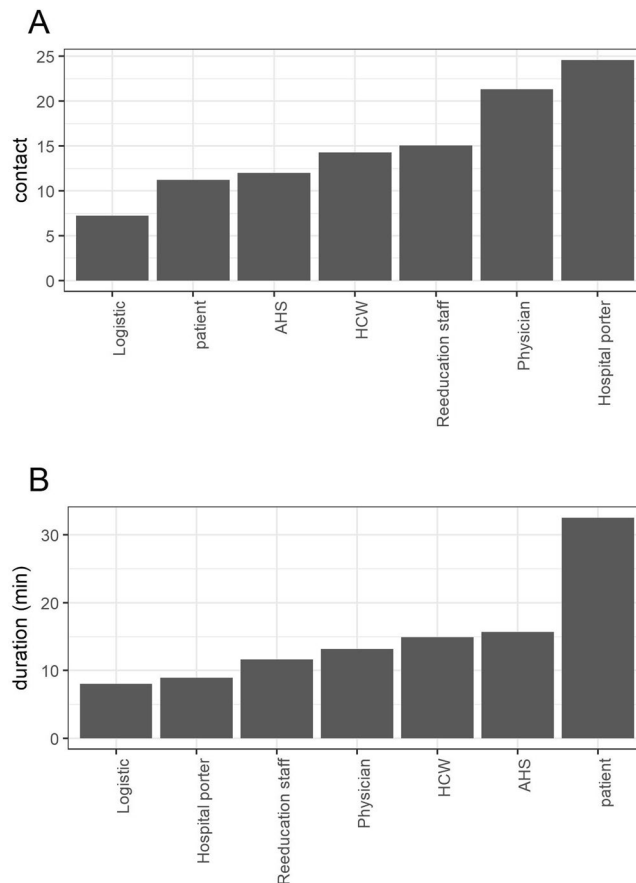 A
25
20
15
10
5
0
contact
Logistic
patient
AHS
HCW
Reeducation staff
Physician
Hospital porter
B
30
20
10
0
duration (min)
Logistic
Hospital porter
Reeducation staff
Physician
HCW
AHS
patient